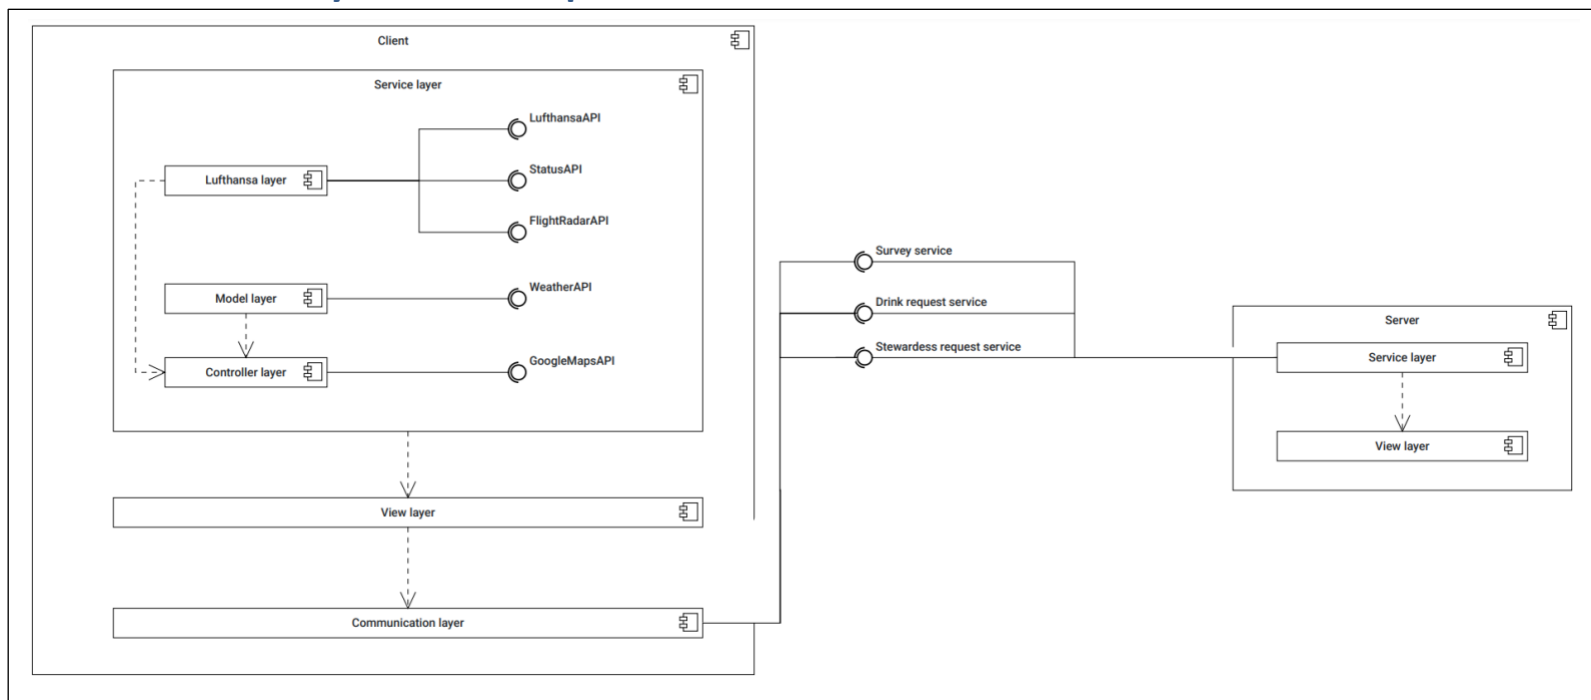 Client
Service layer
LufthansaAPI
Lufthansa layer
StatusAPI
FlightRadarAPI
Model layer
WeatherAPI
Controller layer
GoogleMapsAPI
View layer
Communication layer
Survey service
Drink request service
Stewardess request service
Server
Service layer
View layer